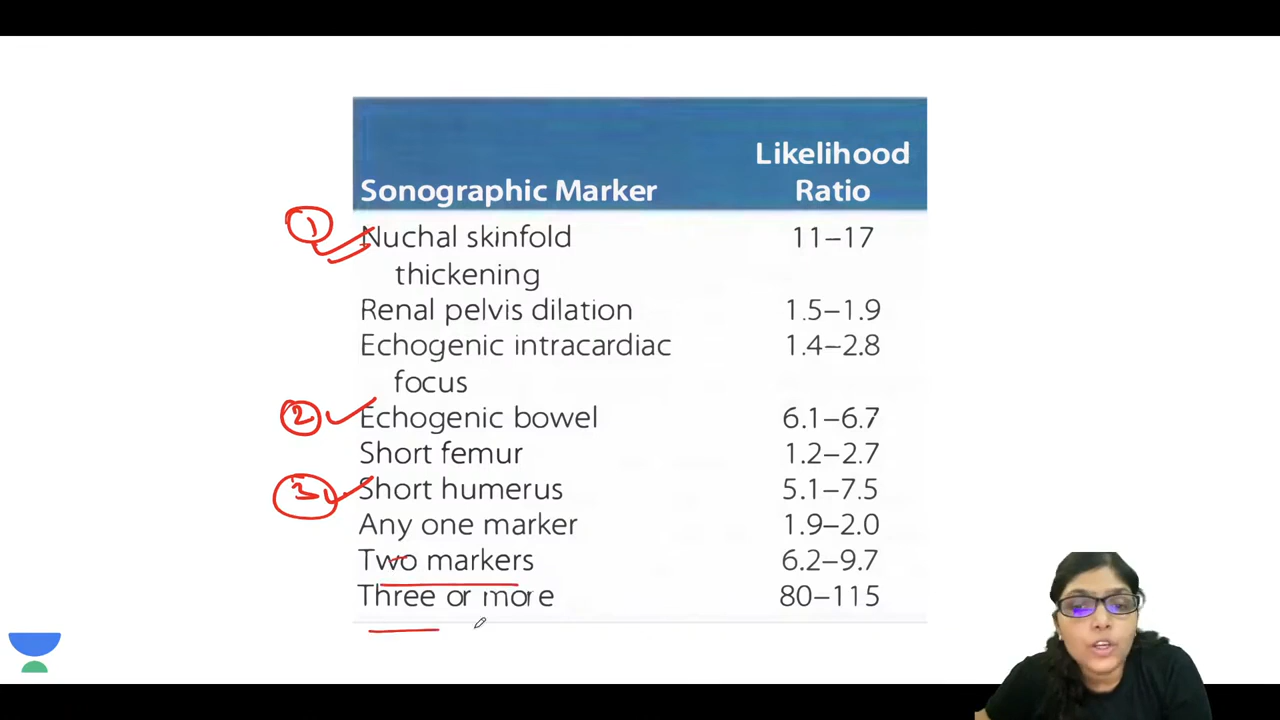 Sonographic Marker
Likelihood
Ratio
1
Nuchal skinfold
thickening
11–17
Renal pelvis dilation
1.5–1.9
Echogenic intracardiac
focus
1.4–2.8
2
Echogenic bowel
6.1–6.7
Short femur
1.2–2.7
3
Short humerus
5.1–7.5
Any one marker
1.9–2.0
Two markers
6.2–9.7
Three or more
80–115